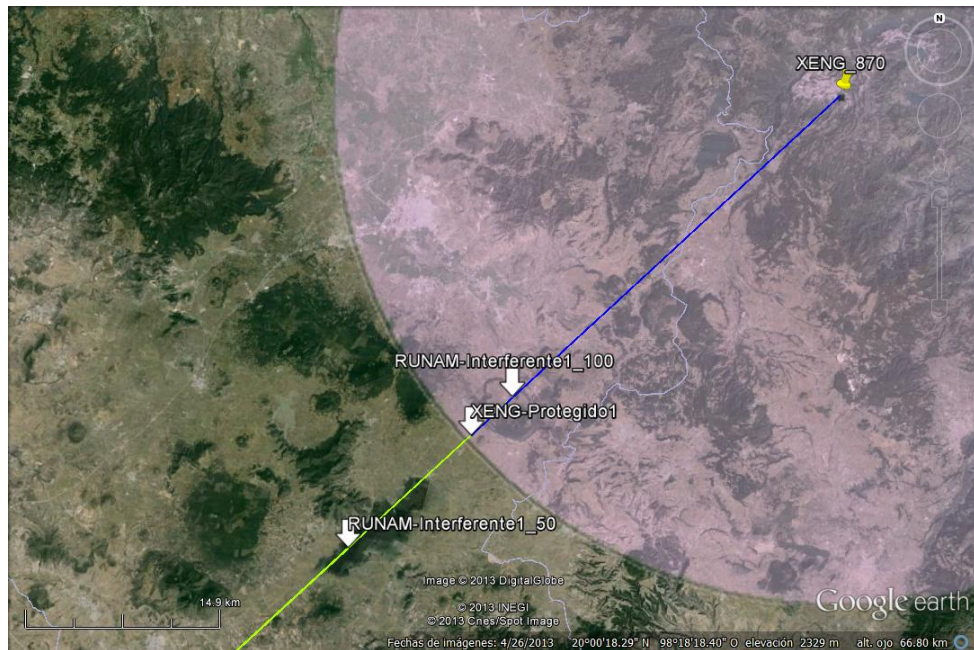 N
XENG_870
RUNAM-Interferente1_100
XENG-Protegido1
RUNAM-Interferente1_50
Image © 2013 DigitalGlobe
© 2013 INEGI
© 2013 Cnes/Spot Image
14.9 km
Google earth
Fechas de imágenes: 4/26/2013 20°00'18.29" N 98°18'18.40" O elevación 2329 m alt. ojo 66.80 km